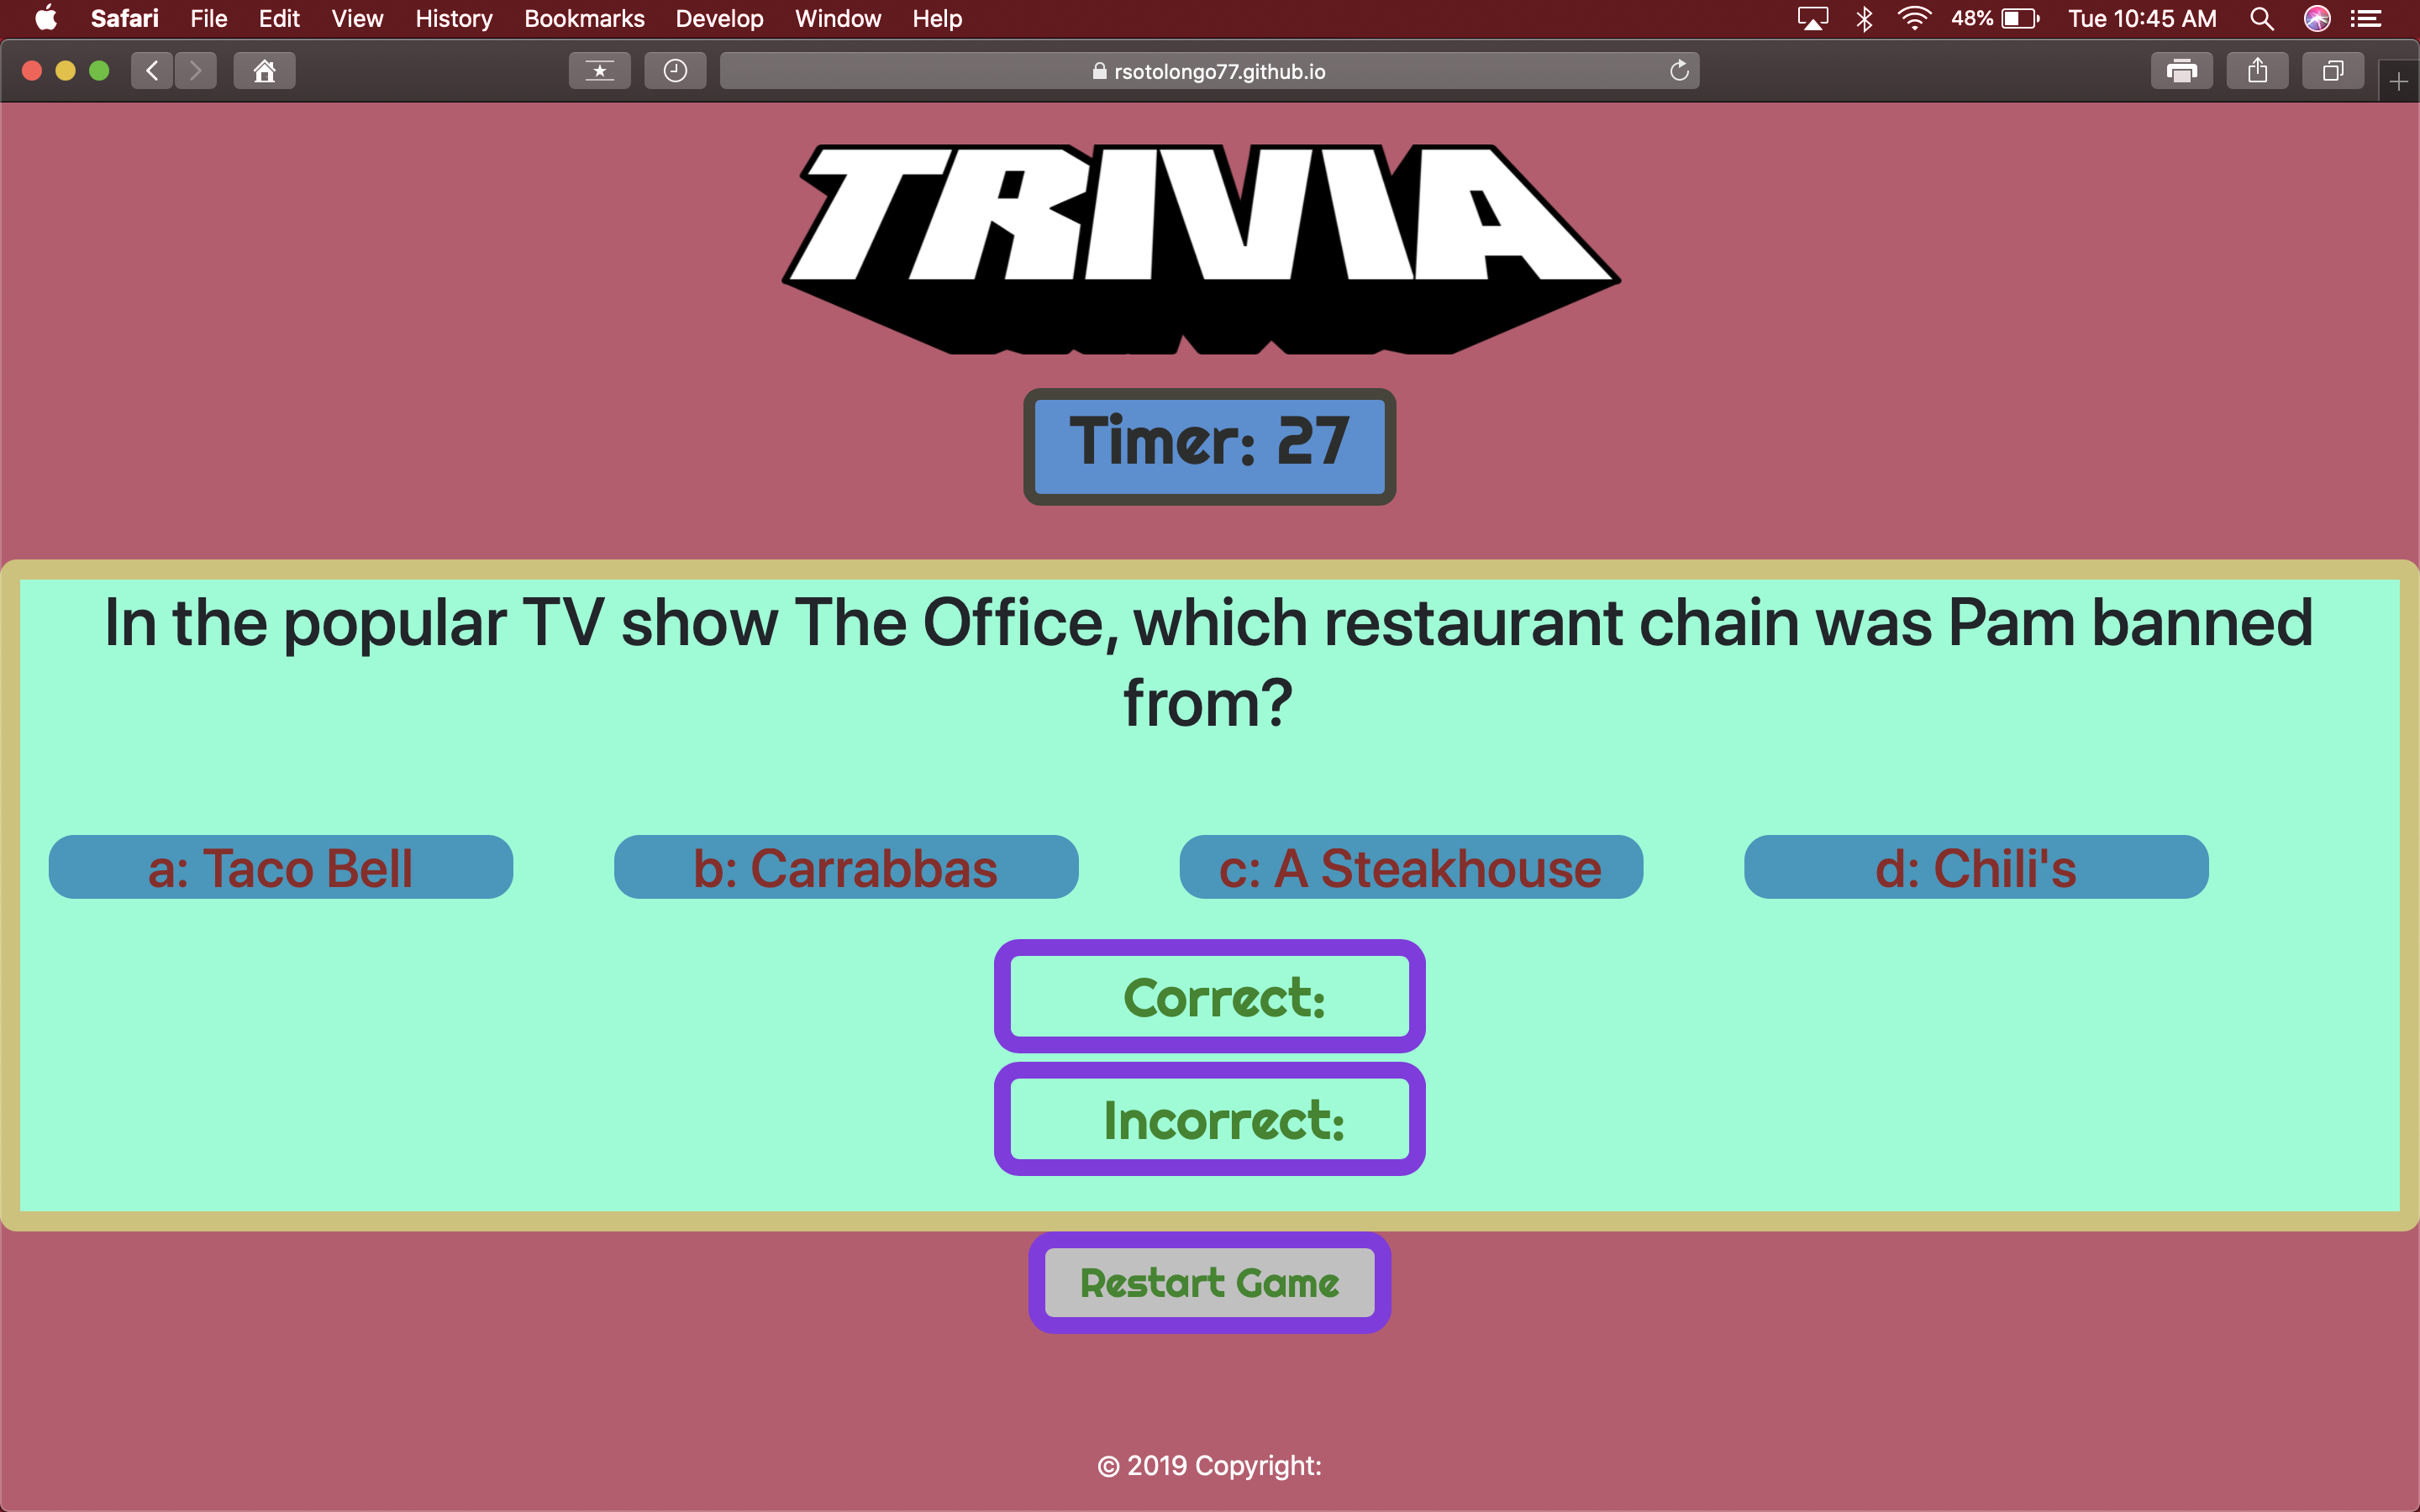 Safari File Edit View History Bookmarks Develop Window Help 48% Tue 10:45 AM
rsotolongo77.github.io
TRIVIA
Timer: 27
In the popular TV show The Office, which restaurant chain was Pam banned
from?
a: Taco Bell b: Carrabbas c: A Steakhouse d: Chili's
Correct:
Incorrect:
Restart Game
© 2019 Copyright: